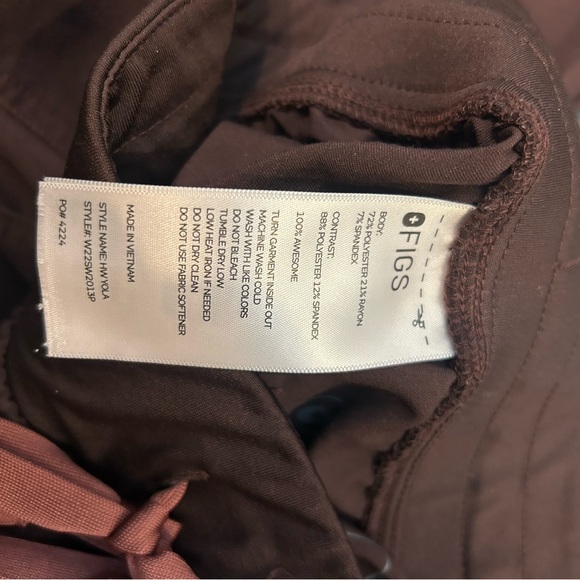 FIGS
BODY:
72% POLYESTER 21% RAYON
7% SPANDEX
CONTRAST:
88% POLYESTER 12% SPANDEX
100% AWESOME
TURN GARMENT INSIDE OUT
MACHINE WASH COLD
WASH WITH LIKE COLORS
DO NOT BLEACH
TUMBLE DRY LOW
LOW HEAT IRON IF NEEDED
DO NOT DRY CLEAN
DO NOT USE FABRIC SOFTENER
MADE IN VIETNAM
STYLE NAME: HW YOLA
STYLE#: W22SW2013P
PO# 4224